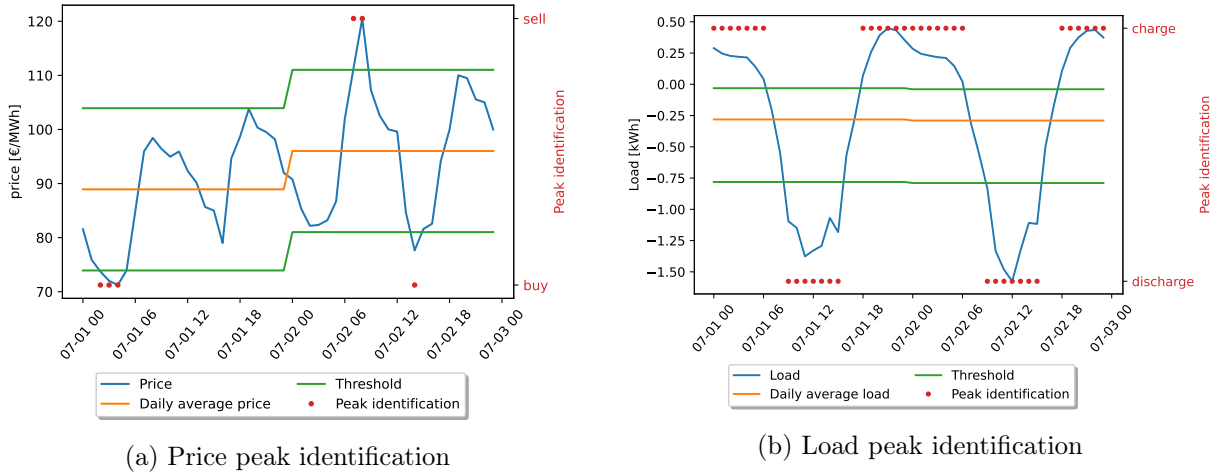 120
110
100
90
80
70
price [€/MWh]
sell
buy
Peak identification
07-01 00
07-01 06
07-01 12
07-01 18
07-02 00
07-02 06
07-02 12
07-02 18
07-03 00
Price
Daily average price
Threshold
Peak identification
(a) Price peak identification
0.50
0.25
0.00
−0.25
−0.50
−0.75
−1.00
−1.25
−1.50
Load [kWh]
charge
discharge
Peak identification
07-01 00
07-01 06
07-01 12
07-01 18
07-02 00
07-02 06
07-02 12
07-02 18
07-03 00
Load
Daily average load
Threshold
Peak identification
(b) Load peak identification